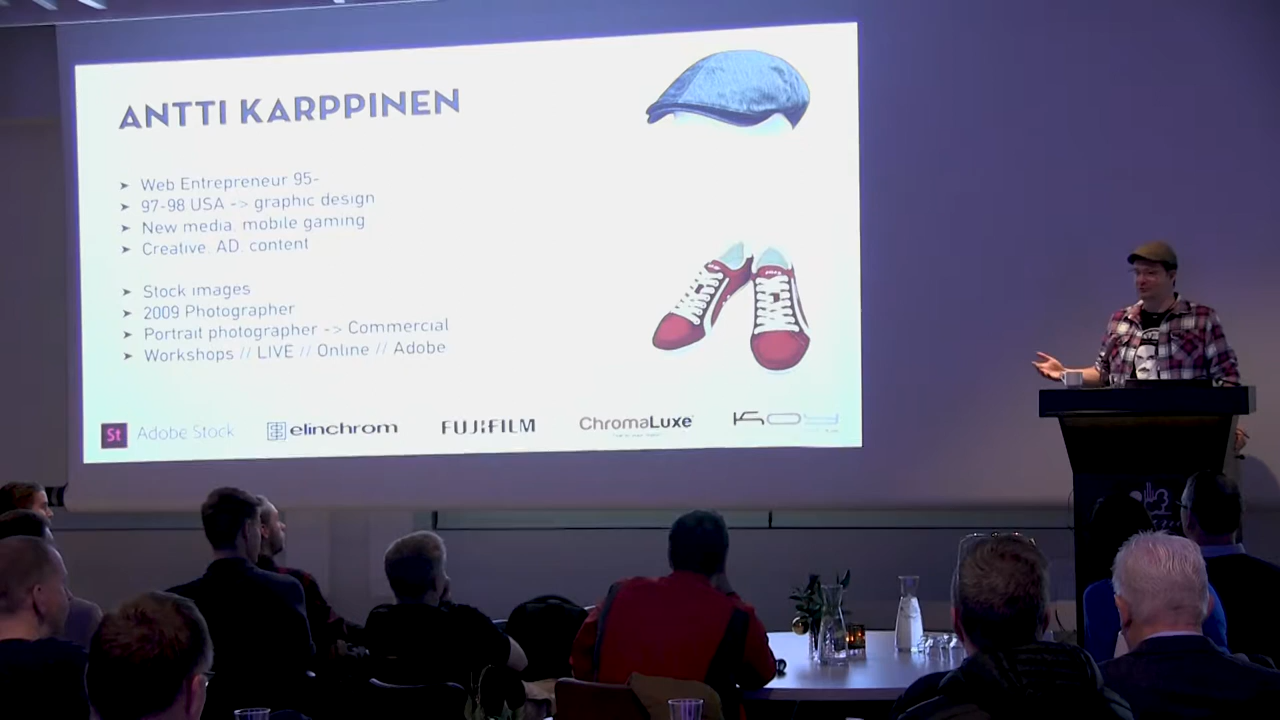 ANTTI KARPPINEN
Web Entrepreneur 95-
97-98 USA -> graphic design
New media, mobile gaming
Creative, AD, content
Stock images
2009 Photographer
Portrait photographer -> Commercial
Workshops // LIVE // Online // Adobe
St Adobe Stock
elinchrom
FUJIFILM
ChromaLuxe